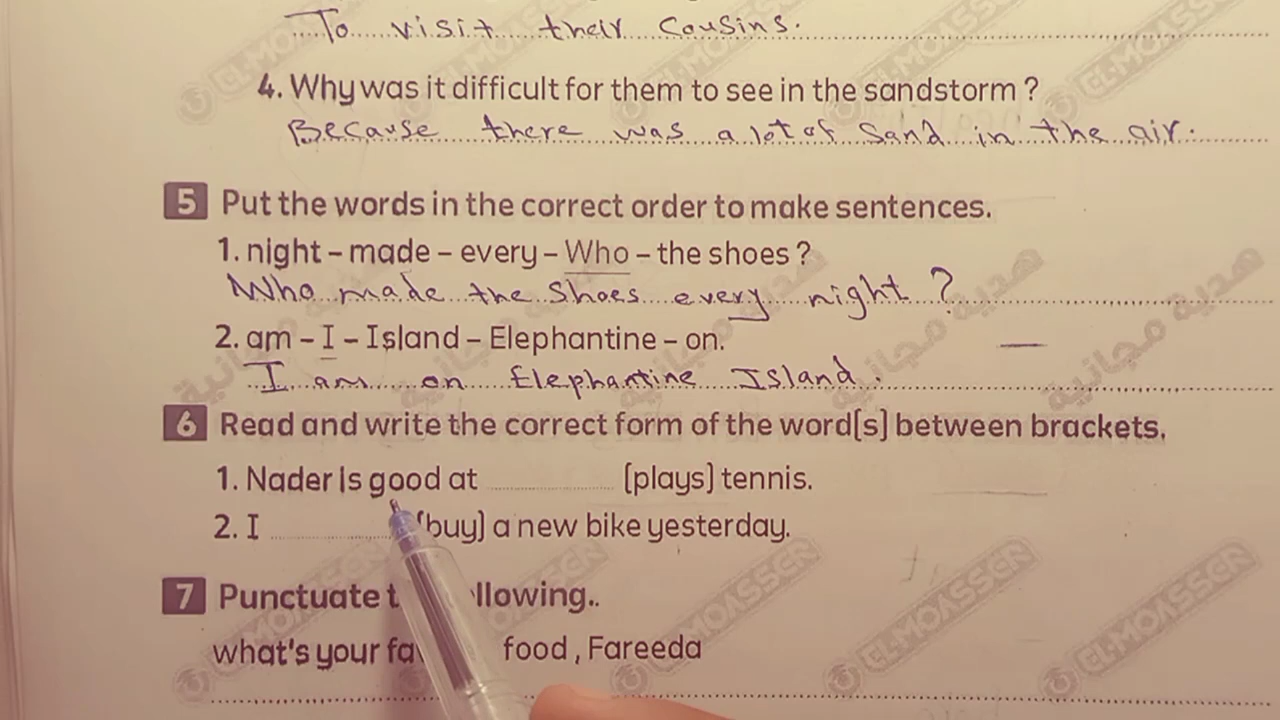 To visit their cousins.
4. Why was it difficult for them to see in the sandstorm ?
Because there was a lot of sand in the air.
5 Put the words in the correct order to make sentences.
1. night – made – every – Who – the shoes ?
Who made the shoes every night ?
2. am – I – Island – Elephantine – on.
I am on Elephantine Island.
6 Read and write the correct form of the word(s) between brackets.
1. Nader is good at (plays) tennis.
2. I (buy) a new bike yesterday.
7 Punctuate llowing..
what's your food , Fareeda